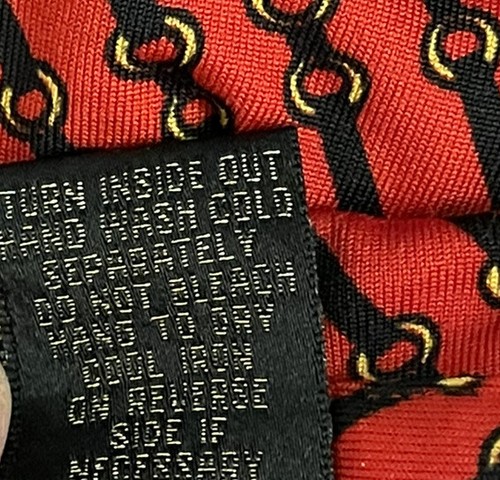 TURN INSIDE OUT
HAND WASH COLD
SEPARATELY
DO NOT BLEACH
HANG TO DRY
COOL IRON
ON REVERSE
SIDE IF
NECESSARY